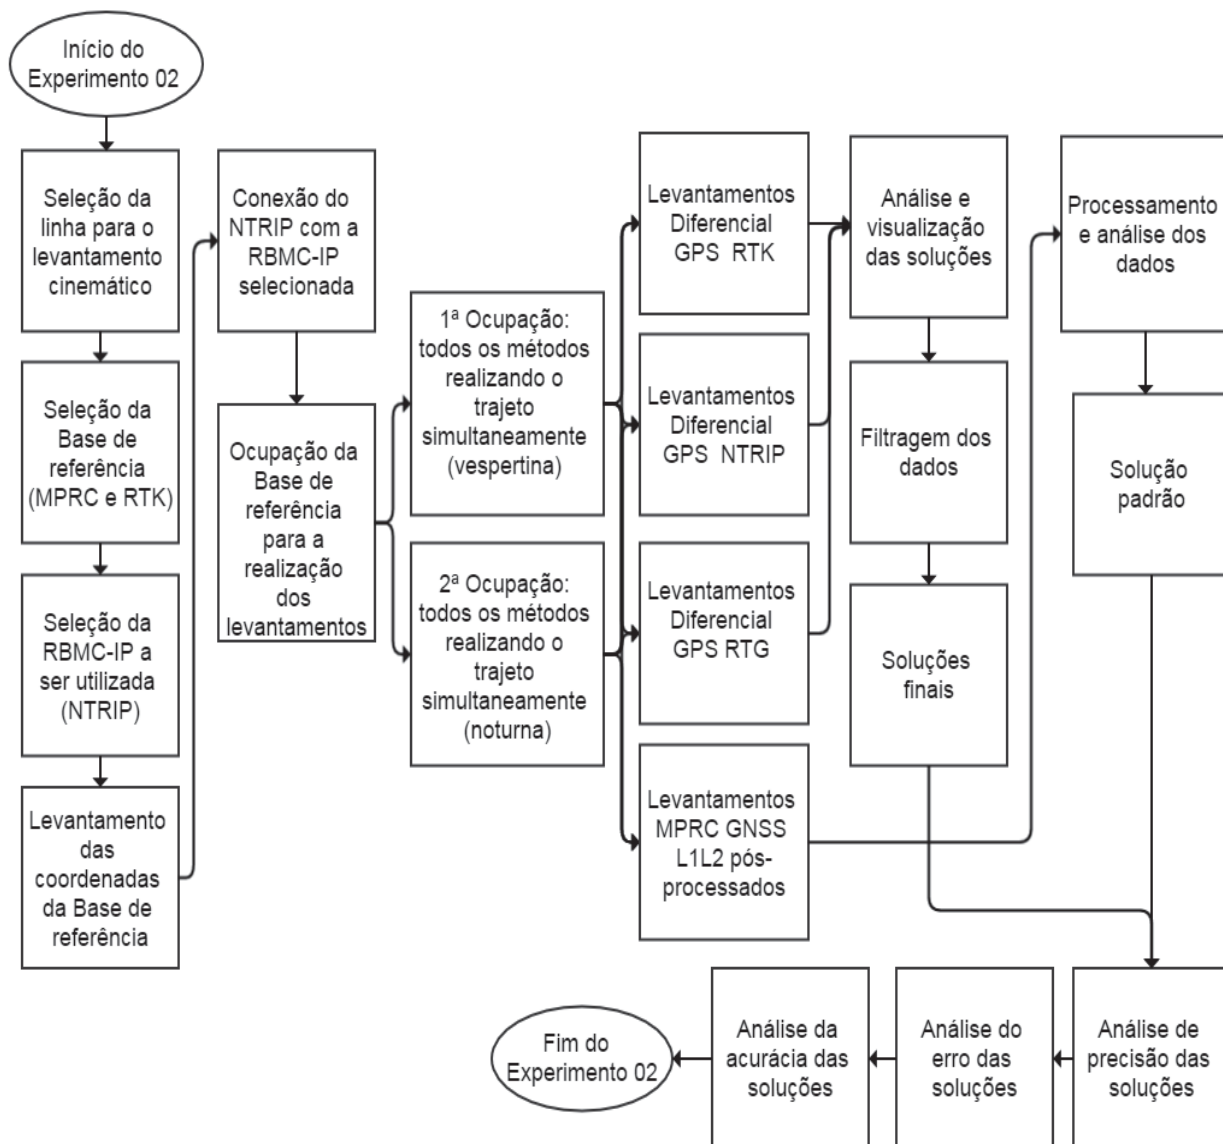 Início do
Experimento 02
Seleção da
linha para o
levantamento
cinemático
Seleção da
Base de
referência
(MPRC e RTK)
Seleção da
RBMC-IP a
ser utilizada
(NTRIP)
Levantamento
das
coordenadas
da Base de
referência
Conexão do
NTRIP com a
RBMC-IP
selecionada
Ocupação da
Base de
referência
para a
realização
dos
levantamentos
1ª Ocupação:
todos os métodos
realizando o
trajeto
simultaneamente
(vespertina)
2ª Ocupação:
todos os métodos
realizando o
trajeto
simultaneamente
(noturna)
Levantamentos
Diferencial
GPS RTK
Levantamentos
Diferencial
GPS NTRIP
Levantamentos
Diferencial
GPS RTG
Levantamentos
MPRC GNSS
L1L2 pós-
processados
Análise e
visualização
das soluções
Filtragem dos
dados
Soluções
finais
Processamento
e análise dos
dados
Solução
padrão
Análise de
precisão das
soluções
Análise do
erro das
soluções
Análise da
acurácia das
soluções
Fim do
Experimento 02